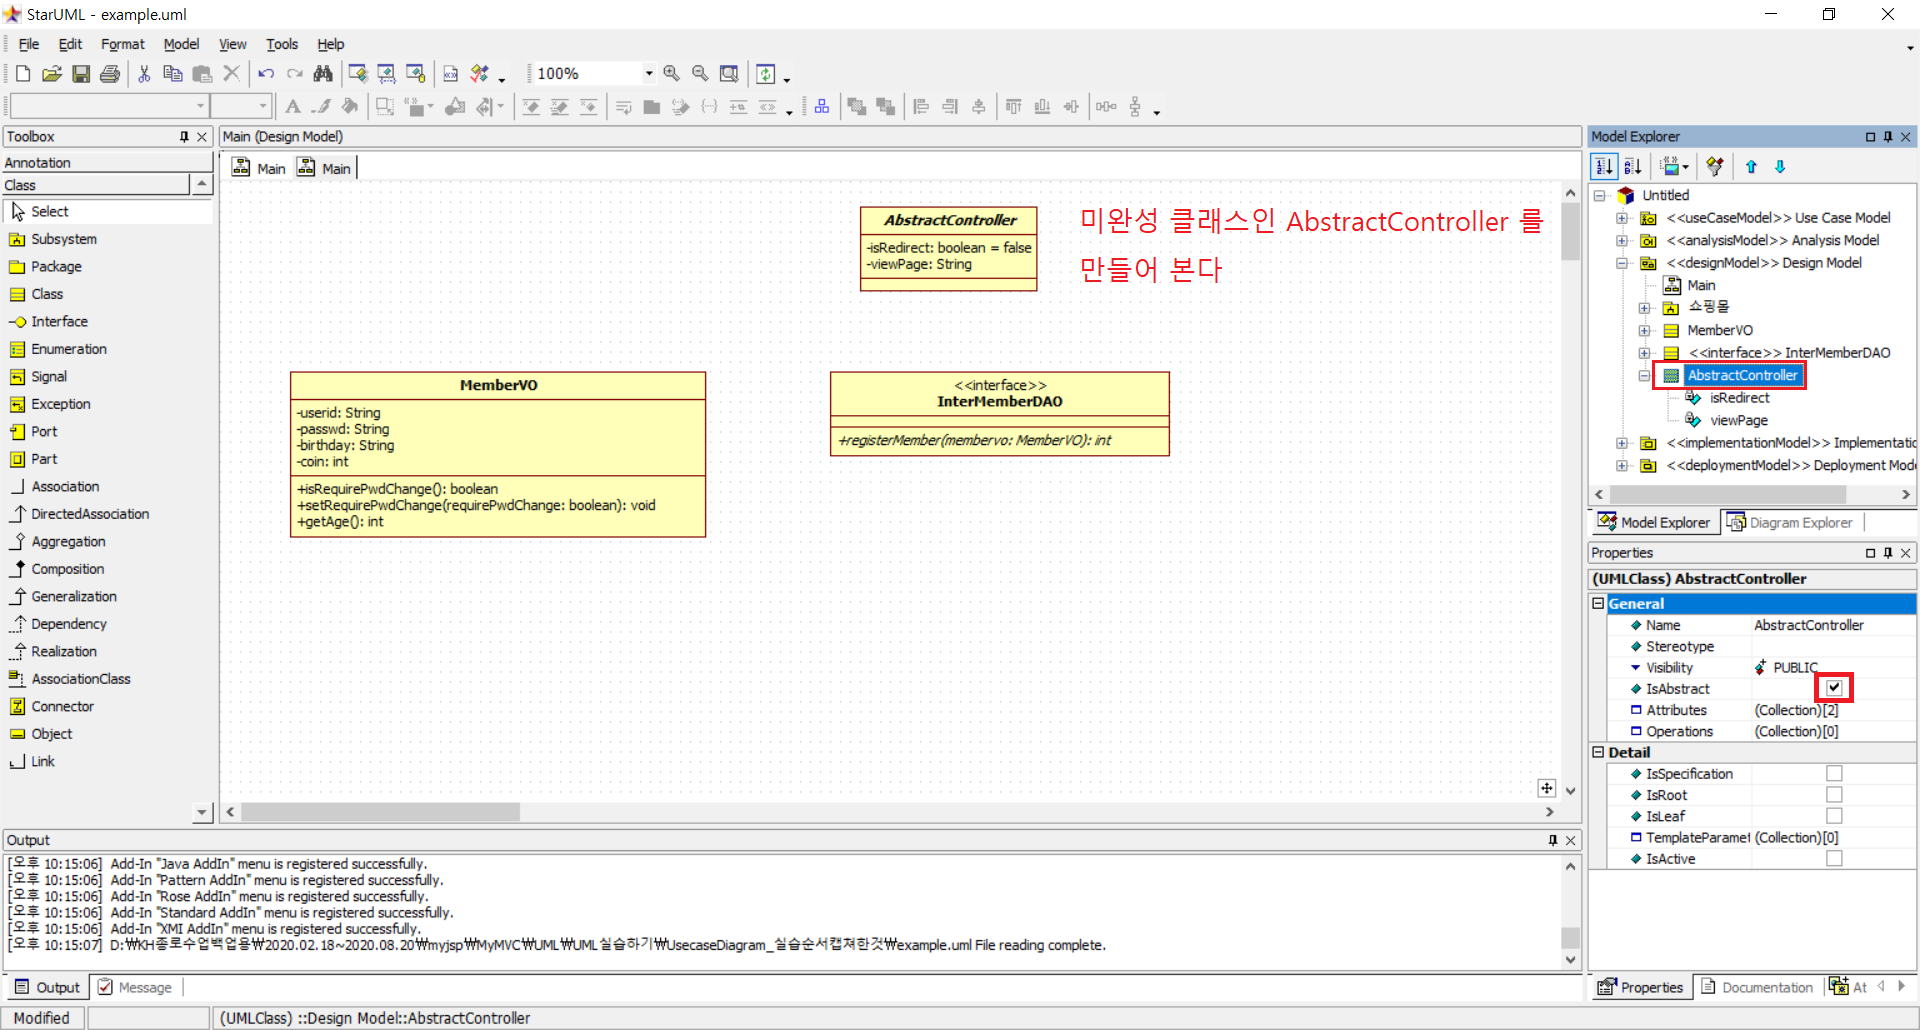 StarUML - example.uml
File Edit Format Model View Tools Help
100%
Toolbox
Annotation
Class
Select
Subsystem
Package
Class
Interface
Enumeration
Signal
Exception
Port
Part
Association
DirectedAssociation
Aggregation
Composition
Generalization
Dependency
Realization
AssociationClass
Connector
Object
Link
Main (Design Model)
Main Main
AbstractController
-isRedirect: boolean = false
-viewPage: String
미완성 클래스인 AbstractController 를
만들어 본다
MemberVO
-userid: String
-passwd: String
-birthday: String
-coin: int
+isRequirePwdChange(): boolean
+setRequirePwdChange(requirePwdChange: boolean): void
+getAge(): int
<<interface>>
InterMemberDAO
+registerMember(membervo: MemberVO): int
Model Explorer
Untitled
<<useCaseModel>> Use Case Model
<<analysisModel>> Analysis Model
<<designModel>> Design Model
Main
쇼핑몰
MemberVO
<<interface>> InterMemberDAO
AbstractController
isRedirect
viewPage
<<implementationModel>> Implementatic
<<deploymentModel>> Deployment Mode
Model Explorer Diagram Explorer
Properties
(UMLClass) AbstractController
General
Name AbstractController
Stereotype
Visibility PUBLIC
IsAbstract
Attributes (Collection)[2]
Operations (Collection)[0]
Detail
IsSpecification
IsRoot
IsLeaf
TemplateParamet (Collection)[0]
IsActive
Properties Documentation At
Output
[오후 10:15:06] Add-In "Java AddIn" menu is registered successfully.
[오후 10:15:06] Add-In "Pattern AddIn" menu is registered successfully.
[오후 10:15:06] Add-In "Rose AddIn" menu is registered successfully.
[오후 10:15:06] Add-In "Standard AddIn" menu is registered successfully.
[오후 10:15:06] Add-In "XMI AddIn" menu is registered successfully.
[오후 10:15:07] D:₩KH종로수업백업용₩2020.02.18~2020.08.20₩myjsp₩MyMVC₩UML₩UML실습하기₩UsecaseDiagram_실습순서캡쳐한것₩example.uml File reading complete.
Output Message
Modified (UMLClass) ::Design Model::AbstractController